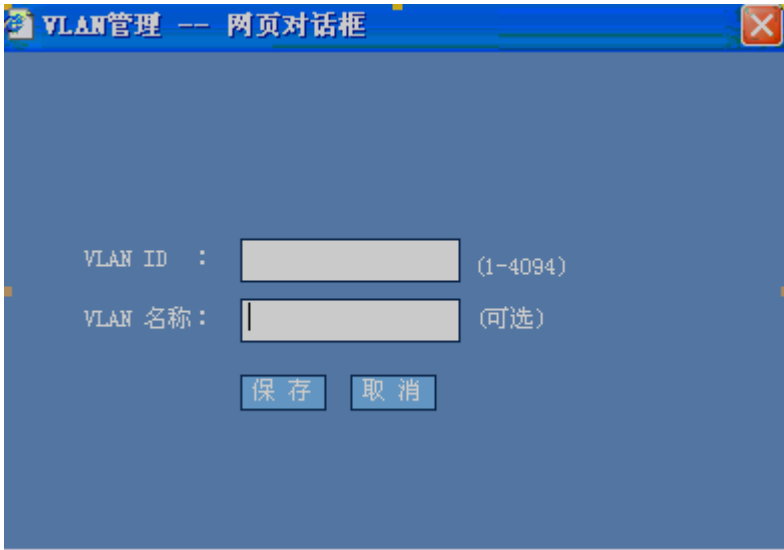 VLAN管理 -- 网页对话框
VLAN ID ： (1-4094)
VLAN 名称： (可选)
保 存 取 消